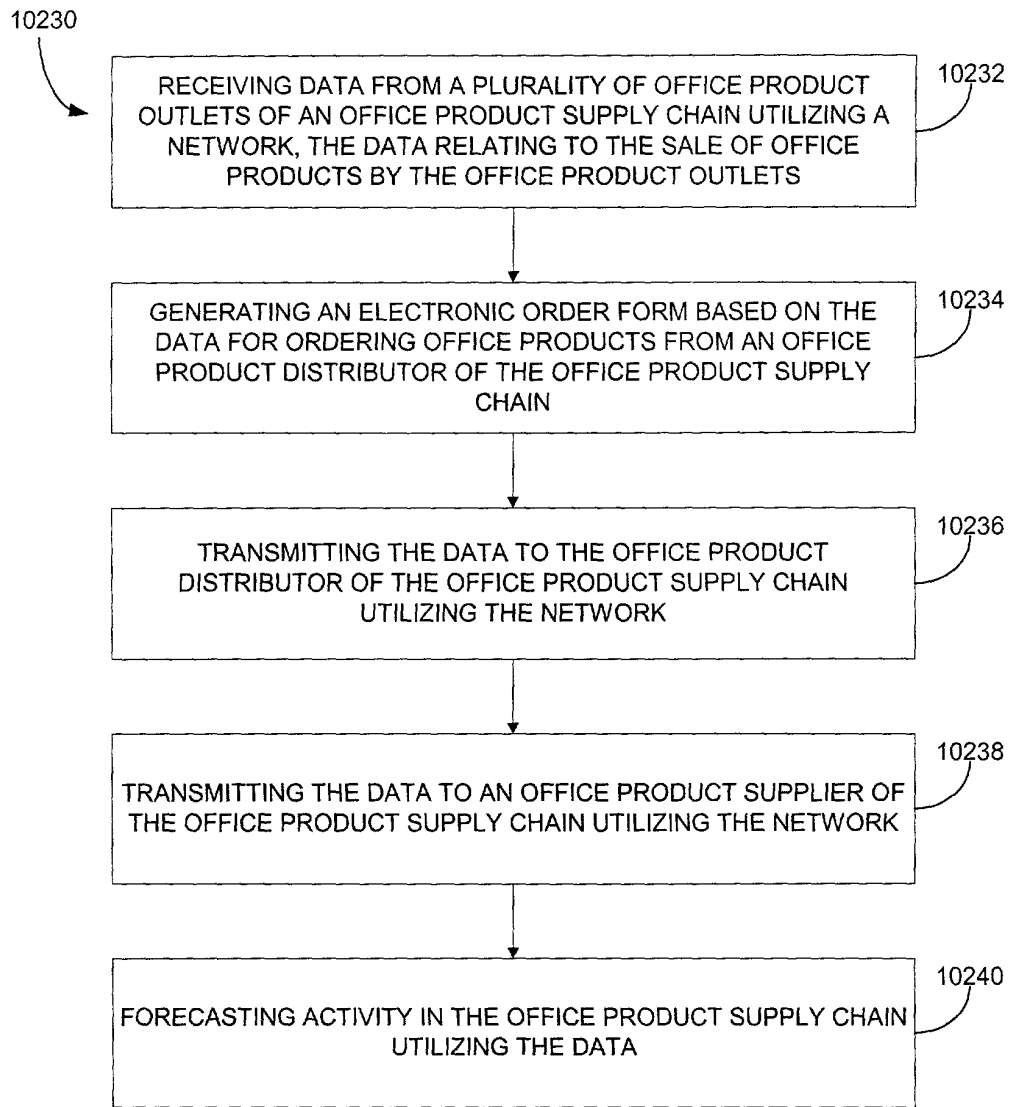 10230
RECEIVING DATA FROM A PLURALITY OF OFFICE PRODUCT
OUTLETS OF AN OFFICE PRODUCT SUPPLY CHAIN UTILIZING A
NETWORK, THE DATA RELATING TO THE SALE OF OFFICE
PRODUCTS BY THE OFFICE PRODUCT OUTLETS
10232
GENERATING AN ELECTRONIC ORDER FORM BASED ON THE
DATA FOR ORDERING OFFICE PRODUCTS FROM AN OFFICE
PRODUCT DISTRIBUTOR OF THE OFFICE PRODUCT SUPPLY
CHAIN
10234
TRANSMITTING THE DATA TO THE OFFICE PRODUCT
DISTRIBUTOR OF THE OFFICE PRODUCT SUPPLY CHAIN
UTILIZING THE NETWORK
10236
TRANSMITTING THE DATA TO AN OFFICE PRODUCT SUPPLIER OF
THE OFFICE PRODUCT SUPPLY CHAIN UTILIZING THE NETWORK
10238
FORECASTING ACTIVITY IN THE OFFICE PRODUCT SUPPLY CHAIN
UTILIZING THE DATA
10240